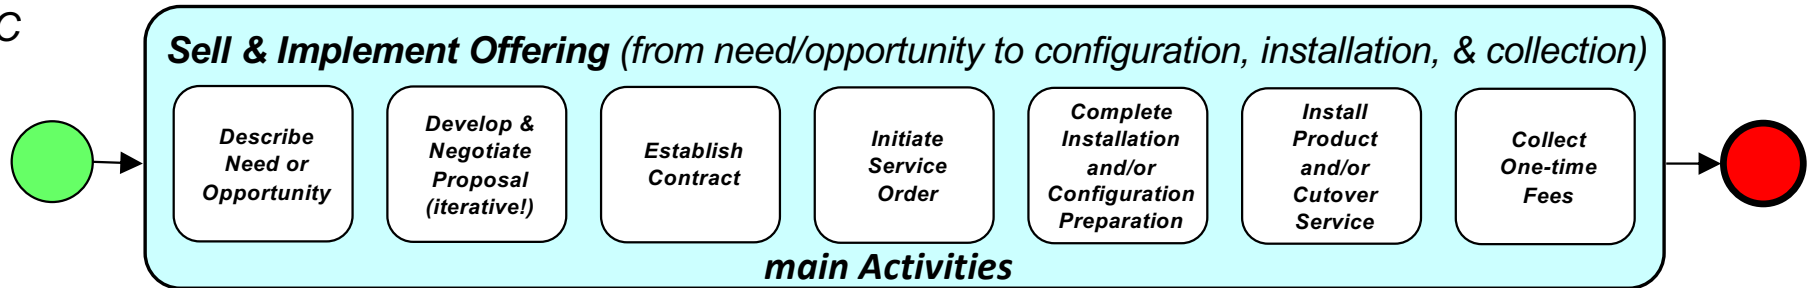 C
Sell & Implement Offering (from need/opportunity to configuration, installation, & collection)
Describe
Need or
Opportunity
Develop &
Negotiate
Proposal
(iterative!)
Establish
Contract
Initiate
Service
Order
Complete
Installation
and/or
Configuration
Preparation
Install
Product
and/or
Cutover
Service
Collect
One-time
Fees
main Activities